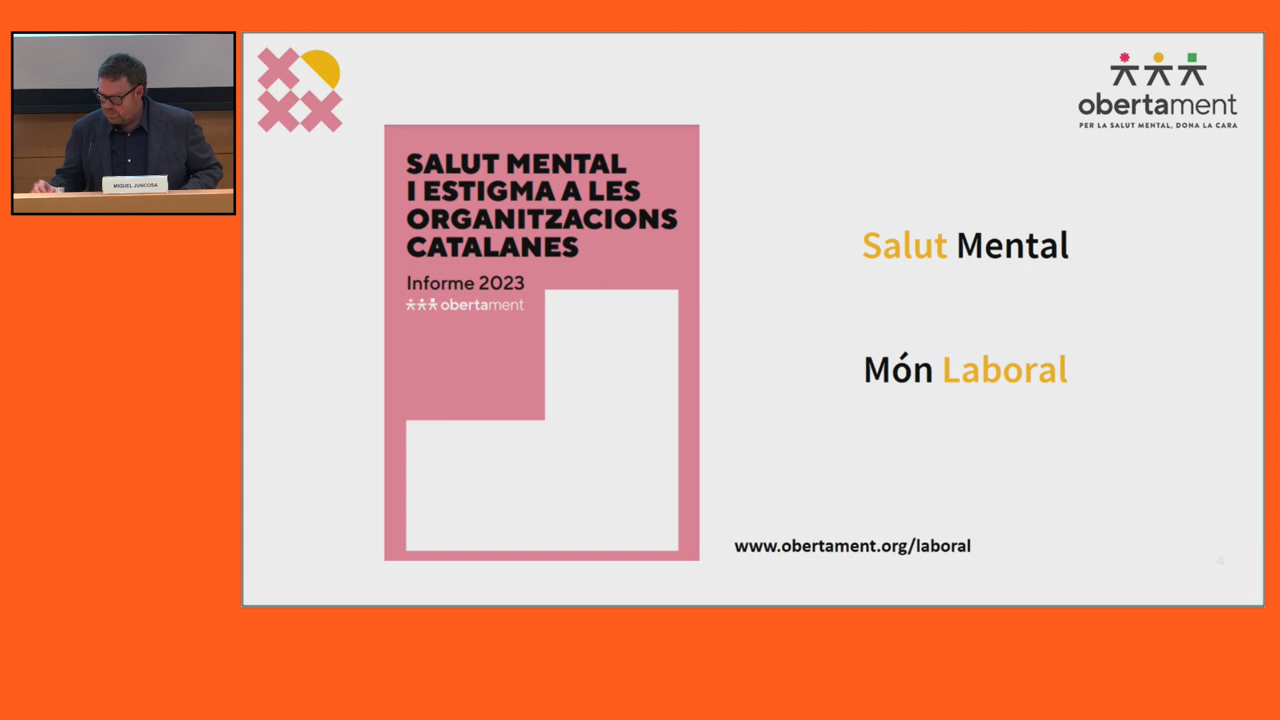 MIQUEL JUNCOSA
obertament
PER LA SALUT MENTAL, DONA LA CARA
SALUT MENTAL
I ESTIGMA A LES
ORGANITZACIONS
CATALANES
Informe 2023
obertament
Salut Mental
Món Laboral
www.obertament.org/laboral
4